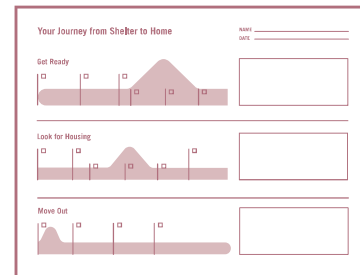 Your Journey from Shelter to Home
NAME
DATE
Get Ready
Look for Housing
Move Out